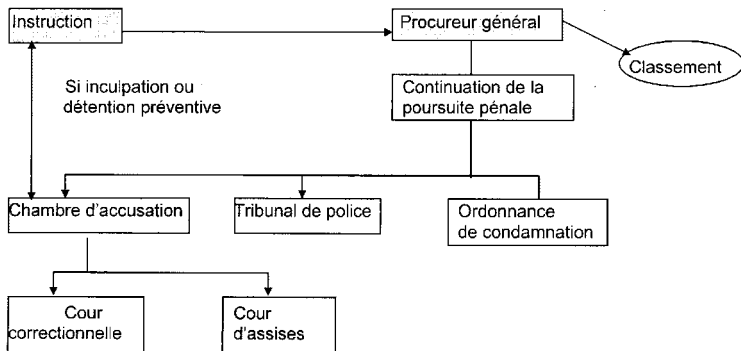 Instruction
Procureur général
Classement
Si inculpation ou
détention préventive
Continuation de la
poursuite pénale
Chambre d'accusation
Tribunal de police
Ordonnance
de condamnation
Cour
correctionnelle
Cour
d'assises